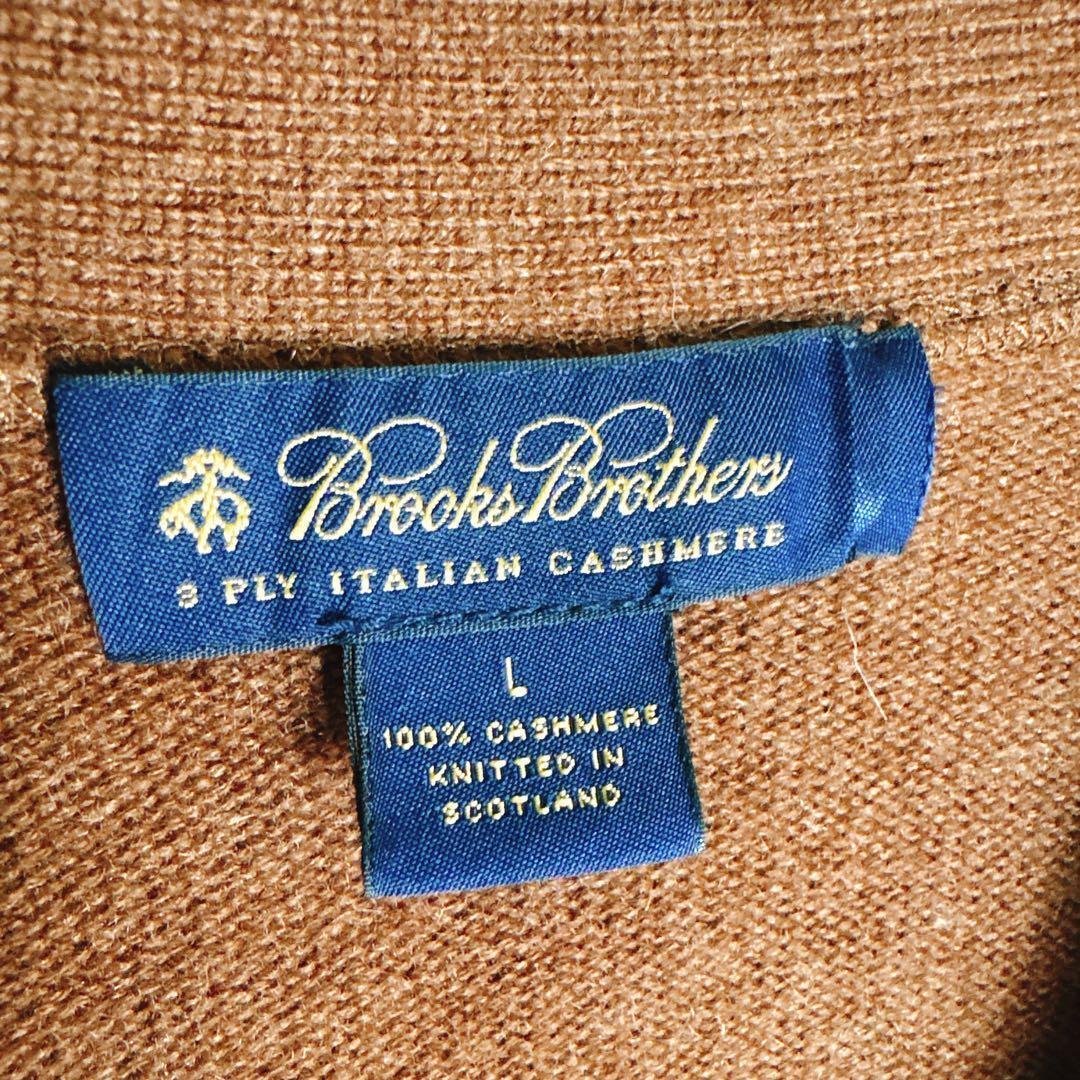 Brooks Brothers
3 PLY ITALIAN CASHMERE
L
100% CASHMERE
KNITTED IN
SCOTLAND